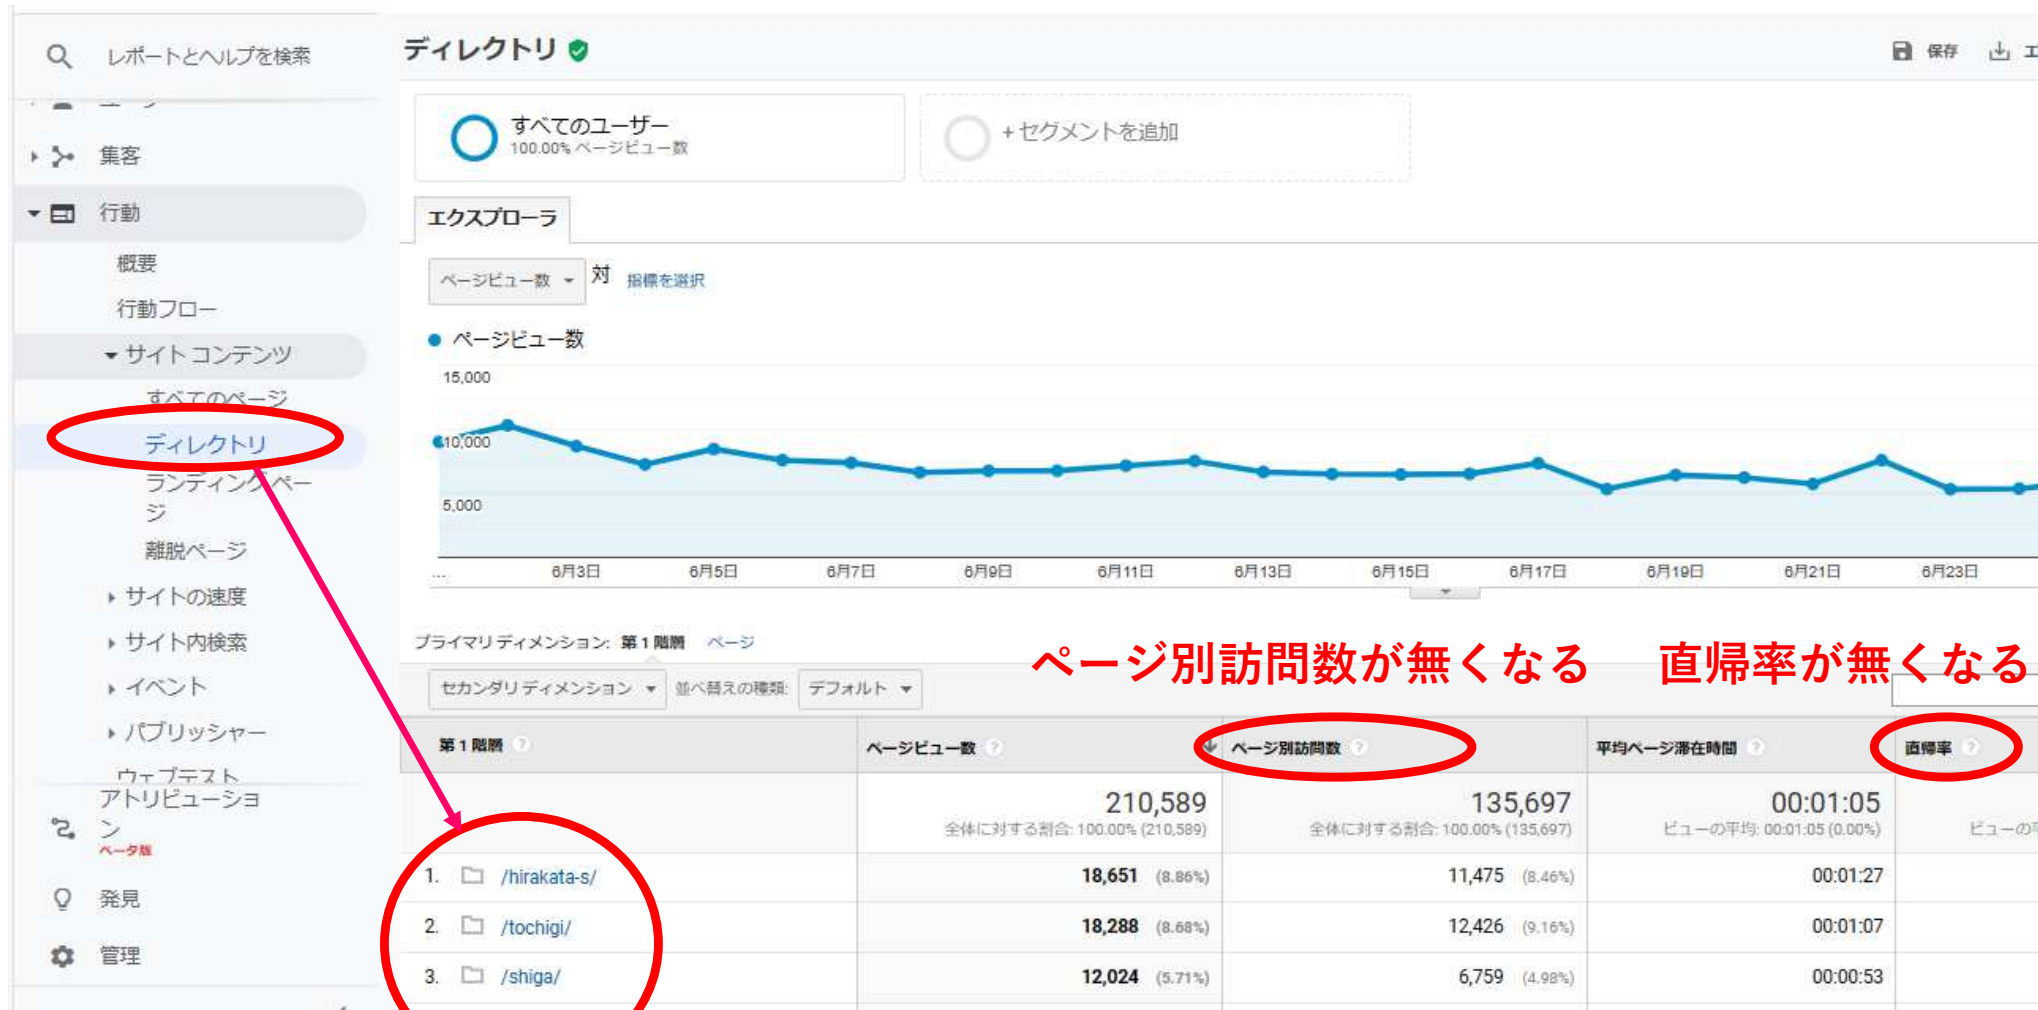 レポートとヘルプを検索
集客
行動
概要
行動フロー
サイト コンテンツ
すべてのページ
ディレクトリ
ランディング ペー
ジ
離脱ページ
サイトの速度
サイト内検索
イベント
パブリッシャー
ウェブテスト
アトリビューショ
ン
ベータ版
発見
管理
ディレクトリ
保存
すべてのユーザー
100.00% ページビュー数
+ セグメントを追加
エクスプローラ
ページビュー数 対 指標を選択
ページビュー数
15,000
10,000
5,000
... 6月3日 6月5日 6月7日 6月9日 6月11日 6月13日 6月15日 6月17日 6月19日 6月21日 6月23日
プライマリ ディメンション: 第 1 階層 ページ
ページ別訪問数が無くなる 直帰率が無くなる
セカンダリ ディメンション 並べ替えの種類: デフォルト
第 1 階層 ? ページビュー数 ? ページ別訪問数 ? 平均ページ滞在時間 ? 直帰率 ?
210,589 135,697 00:01:05
全体に対する割合: 100.00% (210,589) 全体に対する割合: 100.00% (135,697) ビューの平均: 00:01:05 (0.00%) ビューの
1. /hirakata-s/ 18,651 (8.86%) 11,475 (8.46%) 00:01:27
2. /tochigi/ 18,288 (8.68%) 12,426 (9.16%) 00:01:07
3. /shiga/ 12,024 (5.71%) 6,759 (4.98%) 00:00:53